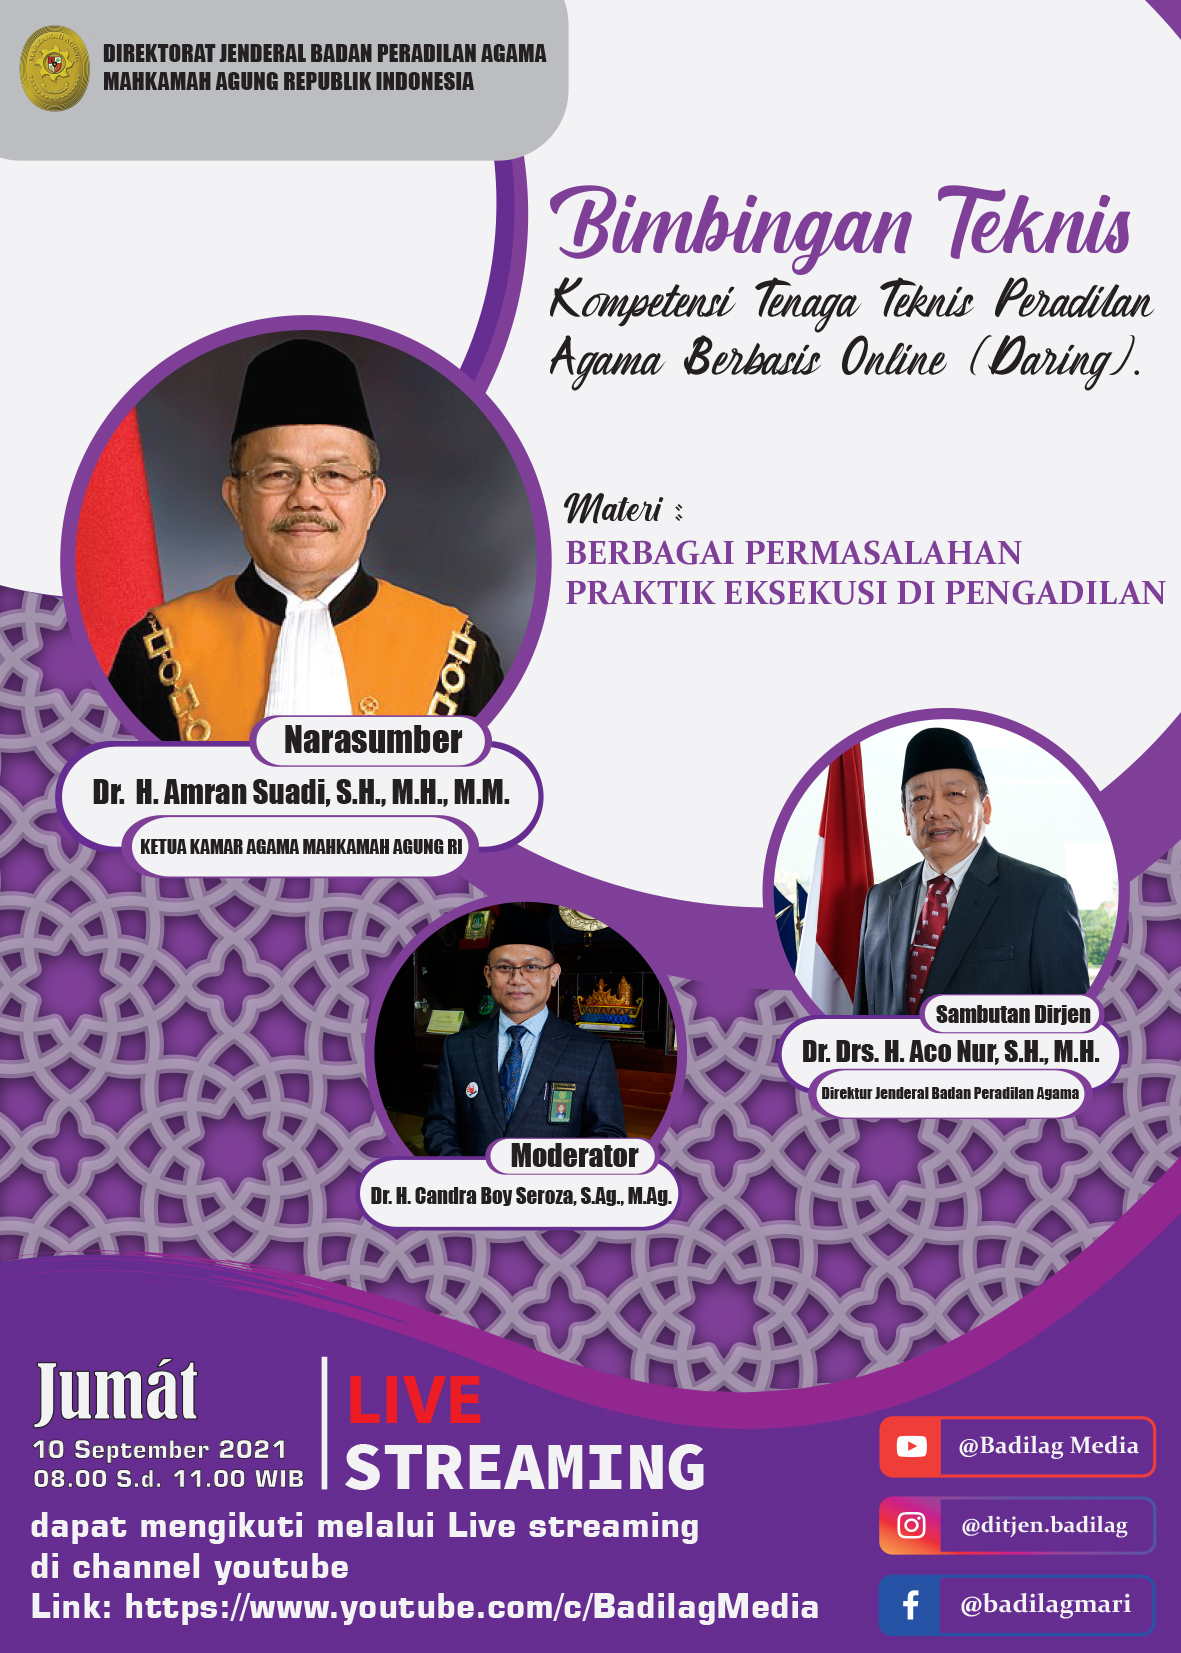 DIREKTORAT JENDERAL BADAN PERADILAN AGAMA
MAHKAMAH AGUNG REPUBLIK INDONESIA
Bimbingan Teknis
Kompetensi Tenaga Teknis Peradilan
Agama Berbasis Online (Daring).
Materi :
BERBAGAI PERMASALAHAN
PRAKTIK EKSEKUSI DI PENGADILAN
Narasumber
Dr. H. Amran Suadi, S.H., M.H., M.M.
KETUA KAMAR AGAMA MAHKAMAH AGUNG RI
Sambutan Dirjen
Dr. Drs. H. Aco Nur, S.H., M.H.
Direktur Jenderal Badan Peradilan Agama
Moderator
Dr. H. Candra Boy Seroza, S.Ag., M.Ag.
Jumát
10 September 2021
08.00 S.d. 11.00 WIB
LIVE
STREAMING
dapat mengikuti melalui Live streaming
di channel youtube
Link: https://www.youtube.com/c/BadilagMedia
@Badilag Media
@ditjen.badilag
@badilagmari